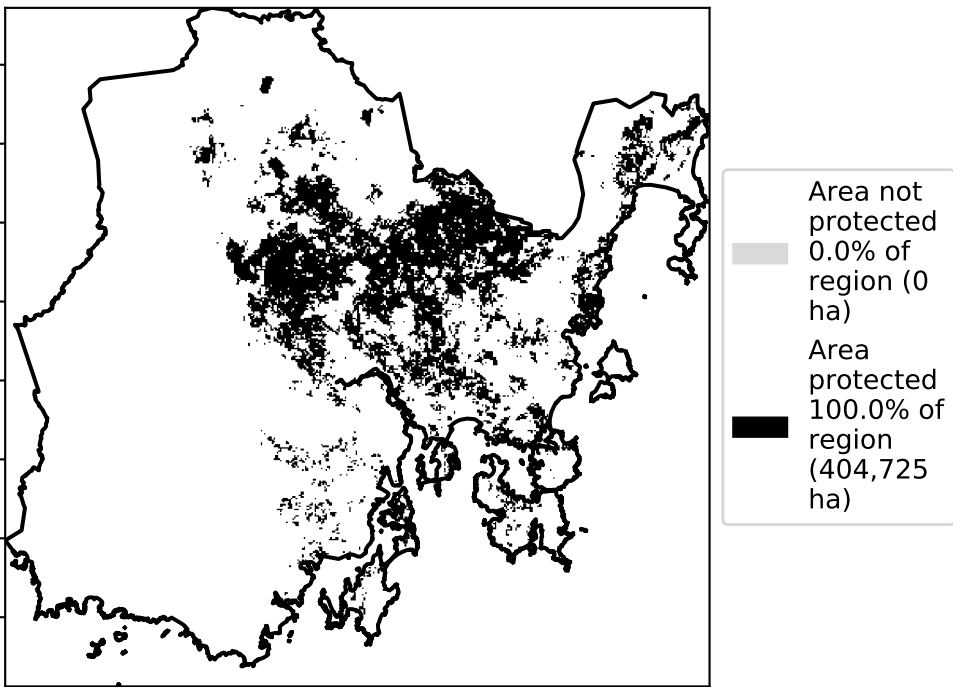 Area not
protected
0.0% of
region (0
ha)
Area
protected
100.0% of
region
(404,725
ha)